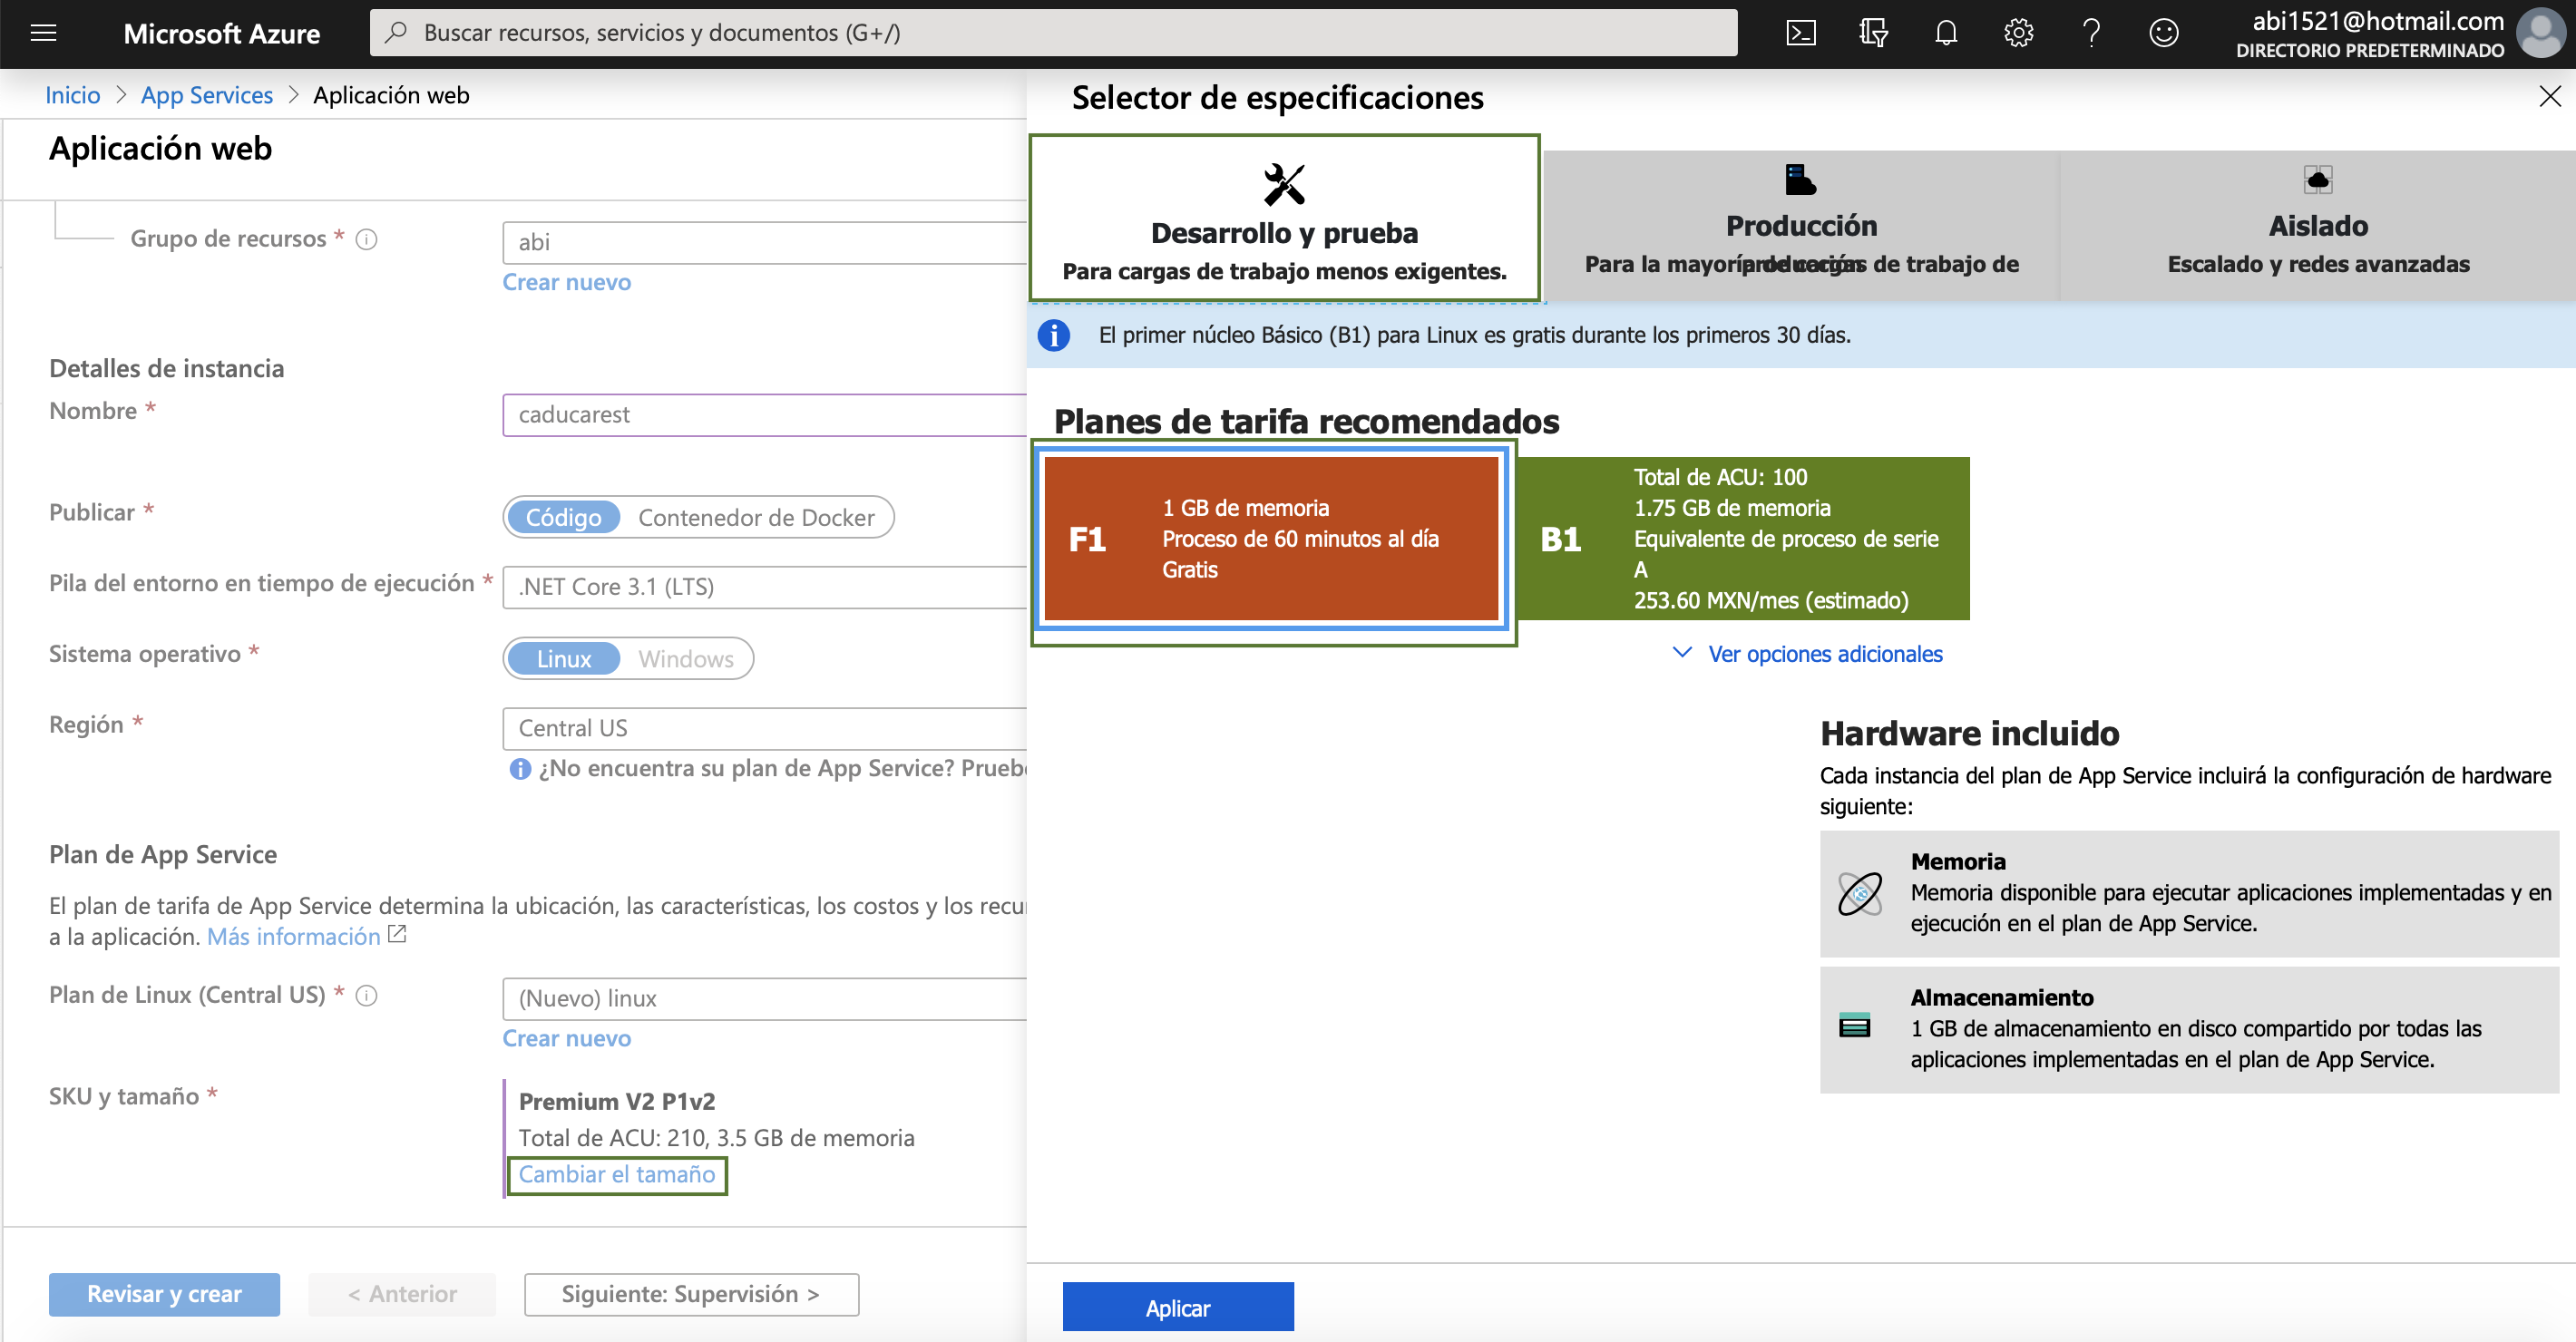 Microsoft Azure
Buscar recursos, servicios y documentos (G+/)
abi1521@hotmail.com
DIRECTORIO PREDETERMINADO
Inicio > App Services > Aplicación web
Aplicación web
Grupo de recursos *
abi
Crear nuevo
Detalles de instancia
Nombre *
caducarest
Publicar *
Código
Contenedor de Docker
Pila del entorno en tiempo de ejecución *
.NET Core 3.1 (LTS)
Sistema operativo *
Linux
Windows
Región *
Central US
¿No encuentra su plan de App Service? Pruebe
Plan de App Service
El plan de tarifa de App Service determina la ubicación, las características, los costos y los recu
a la aplicación. Más información
Plan de Linux (Central US) *
(Nuevo) linux
Crear nuevo
SKU y tamaño *
Premium V2 P1v2
Total de ACU: 210, 3.5 GB de memoria
Cambiar el tamaño
Revisar y crear
< Anterior
Siguiente: Supervisión >
Selector de especificaciones
Desarrollo y prueba
Para cargas de trabajo menos exigentes.
Producción
Para la mayoría de cargas de trabajo de
producción
Aislado
Escalado y redes avanzadas
El primer núcleo Básico (B1) para Linux es gratis durante los primeros 30 días.
Planes de tarifa recomendados
F1
1 GB de memoria
Proceso de 60 minutos al día
Gratis
B1
Total de ACU: 100
1.75 GB de memoria
Equivalente de proceso de serie
A
253.60 MXN/mes (estimado)
Ver opciones adicionales
Hardware incluido
Cada instancia del plan de App Service incluirá la configuración de hardware
siguiente:
Memoria
Memoria disponible para ejecutar aplicaciones implementadas y en
ejecución en el plan de App Service.
Almacenamiento
1 GB de almacenamiento en disco compartido por todas las
aplicaciones implementadas en el plan de App Service.
Aplicar